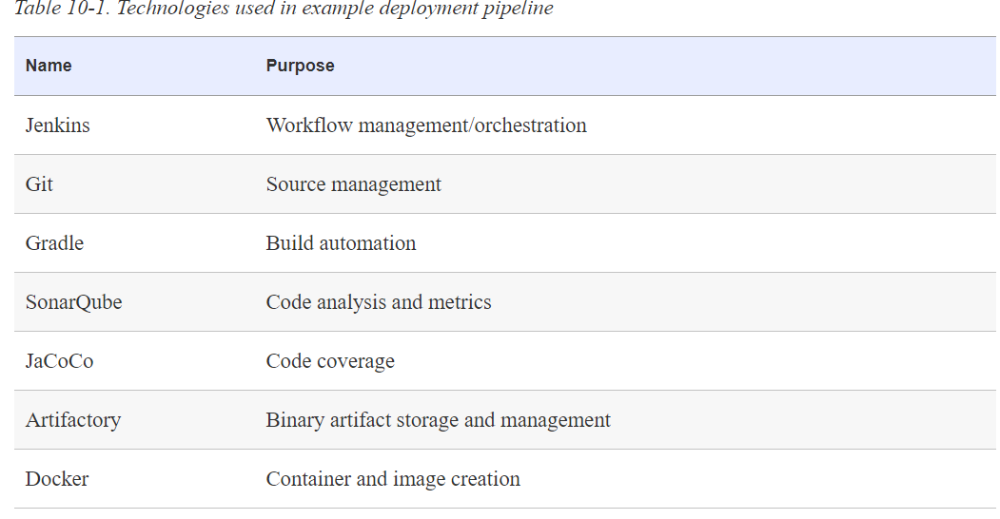 Table 10-1. Technologies used in example deployment pipeline
Name Purpose
Jenkins Workflow management/orchestration
Git Source management
Gradle Build automation
SonarQube Code analysis and metrics
JaCoCo Code coverage
Artifactory Binary artifact storage and management
Docker Container and image creation